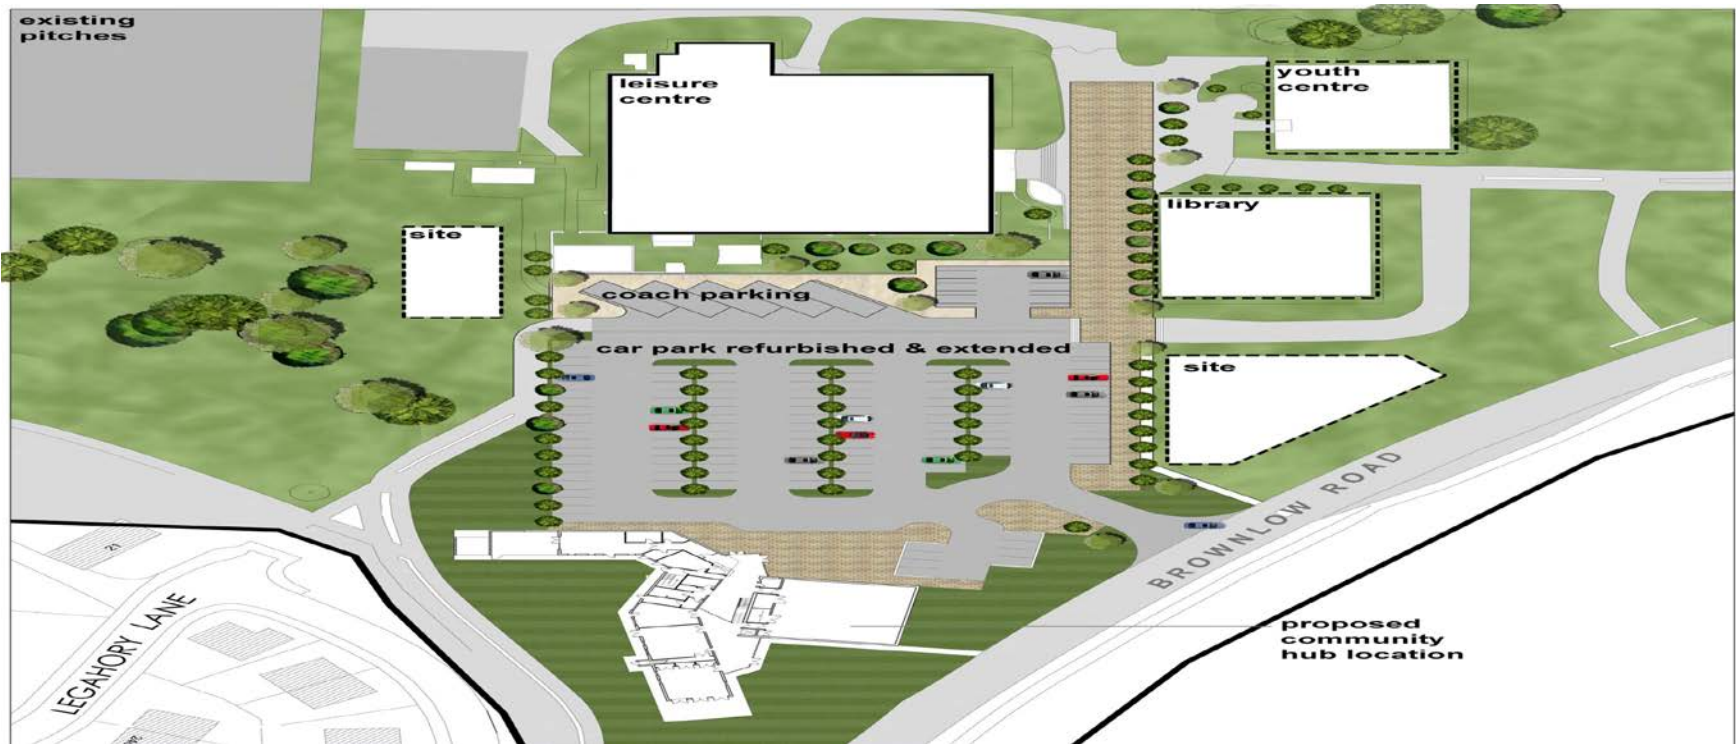 existing
pitches
leisure
centre
youth
centre
library
site
coach parking
car park refurbished & extended
site
BROWNLOW ROAD
21
LEGAHORY LANE
proposed
community
hub location